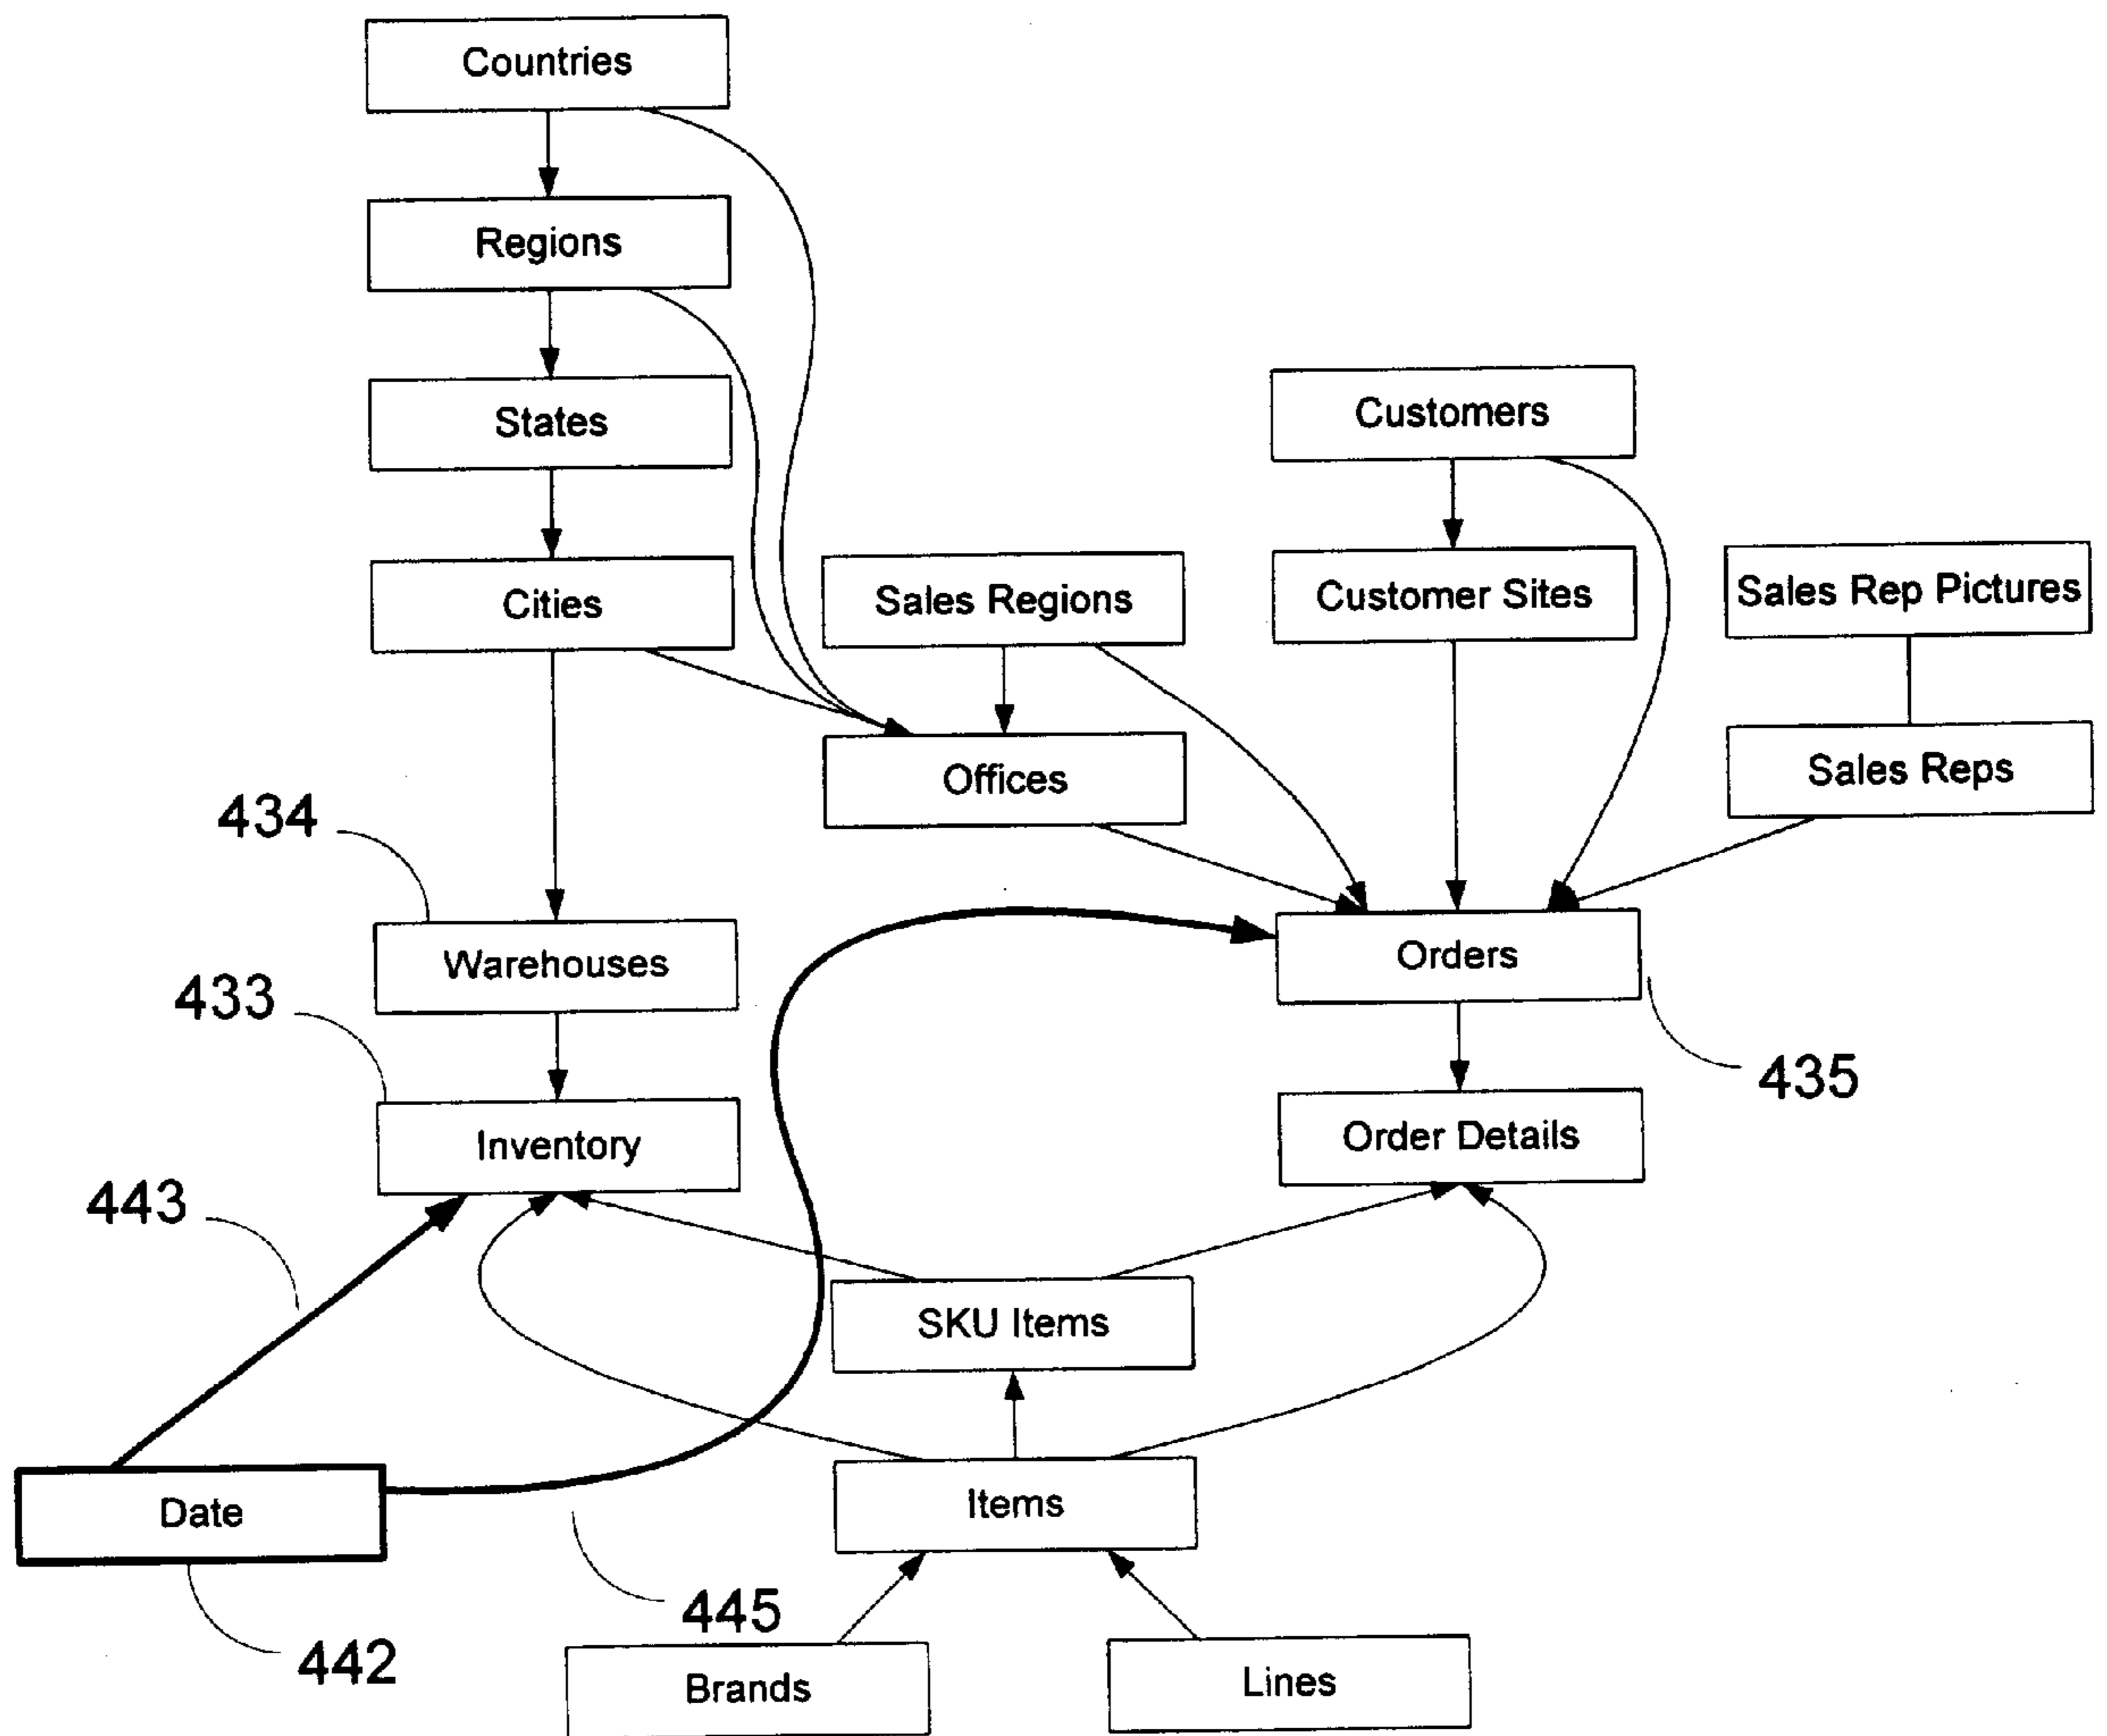 Countries
Regions
States
Customers
Cities
Sales Regions
Customer Sites
Sales Rep Pictures
Offices
Sales Reps
434
Warehouses
Orders
433
435
Inventory
Order Details
443
SKU Items
Date
Items
445
442
Brands
Lines